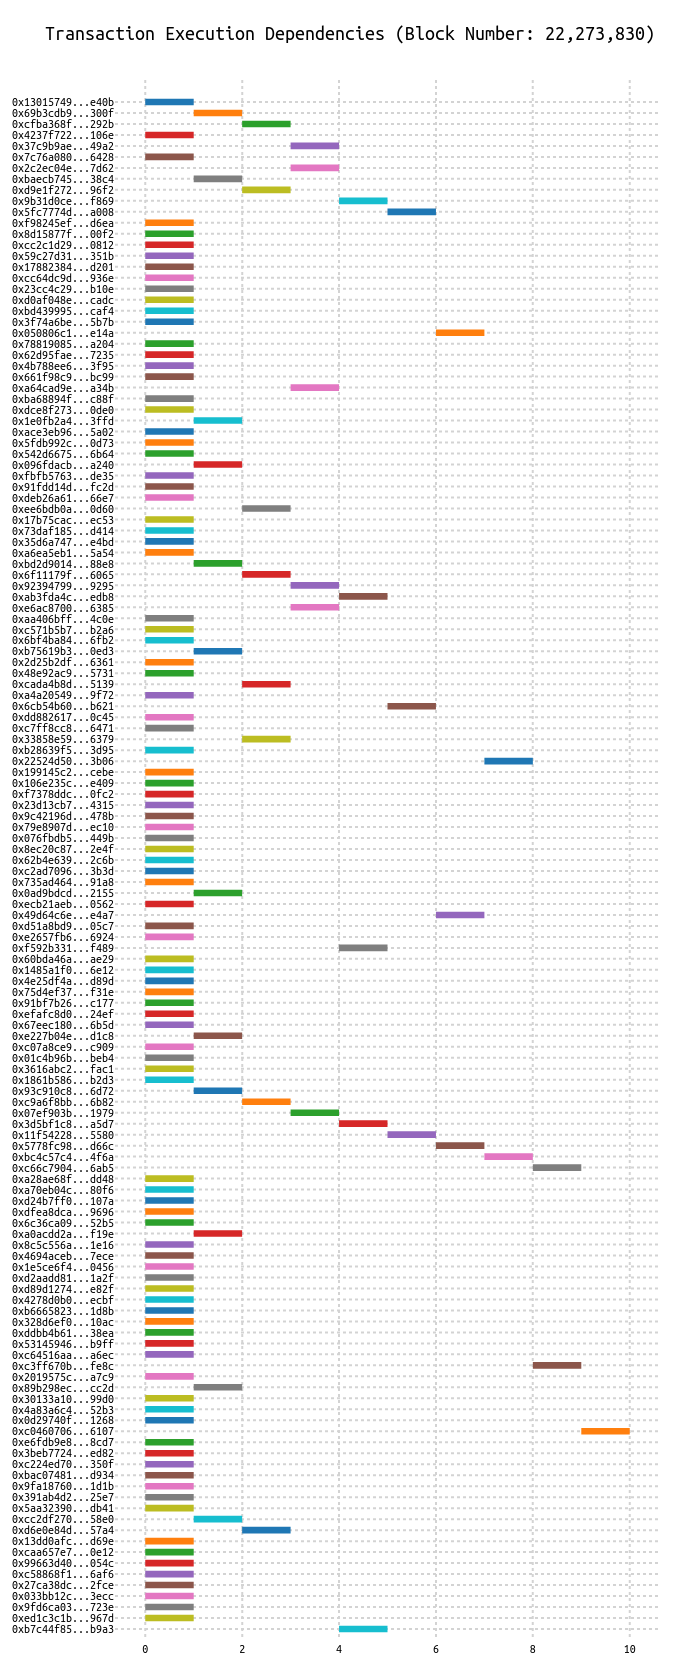 Transaction Execution Dependencies (Block Number: 22,273,830)
0x13015749...e40b
0x69b3cdb9...300f
0xcfba368f...292b
0x4237f722...106e
0x37c9b9ae...49a2
0x7c76a080...6428
0x2c2ec04e...7d62
0xbaecb745...38c4
0xd9e1f272...96f2
0x9b31d0ce...f869
0x5fc7774d...a008
0xf98245ef...d6ea
0x8d15877f...00f2
0xcc2c1d29...0812
0x59c27d31...351b
0x17882384...d201
0xcc64dc9d...936e
0x23cc4c29...b10e
0xd0af048e...cadc
0xbd439995...caf4
0x3f74a6be...5b7b
0x050806c1...e14a
0x78819085...a204
0x62d95fae...7235
0x4b788ee6...3f95
0x661f98c9...bc99
0xa64cad9e...a34b
0xba68894f...c88f
0xdce8f273...0de0
0x1e0fb2a4...3ffd
0xace3eb96...5a02
0x5fdb992c...0d73
0x542d6675...6b64
0x096fdacb...a240
0xfbfb5763...de35
0x91fdd14d...fc2d
0xdeb26a61...66e7
0xee6bdb0a...0d60
0x17b75cac...ec53
0x73daf185...d414
0x35d6a747...e4bd
0xa6ea5eb1...5a54
0xbd2d9014...88e8
0x6f11179f...6065
0x92394799...9295
0xab3fda4c...edb8
0xe6ac8700...6385
0xaa406bff...4c0e
0xc571b5b7...b2a6
0x6bf4ba84...6fb2
0xb75619b3...0ed3
0x2d25b2df...6361
0x48e92ac9...5731
0xcada4b8d...5139
0xa4a20549...9f72
0x6cb54b60...b621
0xdd882617...0c45
0xc7ff8cc8...6471
0x33858e59...6379
0xb28639f5...3d95
0x22524d50...3b06
0x199145c2...cebe
0x106e235c...e409
0xf7378ddc...0fc2
0x23d13cb7...4315
0x9c42196d...478b
0x79e8907d...ec10
0x076fbdb5...449b
0x8ec20c87...2e4f
0x62b4e639...2c6b
0xc2ad7096...3b3d
0x735ad464...91a8
0x0ad9bdcd...2155
0xecb21aeb...0562
0x49d64c6e...e4a7
0xd51a8bd9...05c7
0xe2657fb6...6924
0xf592b331...f489
0x60bda46a...ae29
0x1485a1f0...6e12
0x4e25df4a...d89d
0x75d4ef37...f31e
0x91bf7b26...c177
0xefafc8d0...24ef
0x67eec180...6b5d
0xe227b04e...d1c8
0xc07a8ce9...c909
0x01c4b96b...beb4
0x3616abc2...fac1
0x1861b586...b2d3
0x93c910c8...6d72
0xc9a6f8bb...6b82
0x07ef903b...1979
0x3d5bf1c8...a5d7
0x11f54228...5580
0x5778fc98...d66c
0xbc4c57c4...4f6a
0xc66c7904...6ab5
0xa28ae68f...dd48
0xa70eb04c...80f6
0xd24b7ff0...107a
0xdfea8dca...9696
0x6c36ca09...52b5
0xa0acdd2a...f19e
0x8c5c556a...1e16
0x4694aceb...7ece
0x1e5ce6f4...0456
0xd2aadd81...1a2f
0xd89d1274...e82f
0x4278d0b0...ecbf
0xb6665823...1d8b
0x328d6ef0...10ac
0xddbb4b61...38ea
0x53145946...b9ff
0xc64516aa...a6ec
0xc3ff670b...fe8c
0x2019575c...a7c9
0x89b298ec...cc2d
0x30133a10...99d0
0x4a83a6c4...52b3
0x0d29740f...1268
0xc0460706...6107
0xe6fdb9e8...8cd7
0x3beb7724...ed82
0xc224ed70...350f
0xbac07481...d934
0x9fa18760...1d1b
0x391ab4d2...25e7
0x5aa32390...db41
0xcc2df270...58e0
0xd6e0e84d...57a4
0x13dd0afc...d69e
0xcaa657e7...0e12
0x99663d40...054c
0xc58868f1...6af6
0x27ca38dc...2fce
0x033bb12c...3ecc
0x9fd6ca03...723e
0xed1c3c1b...967d
0xb7c44f85...b9a3
0 2 4 6 8 10